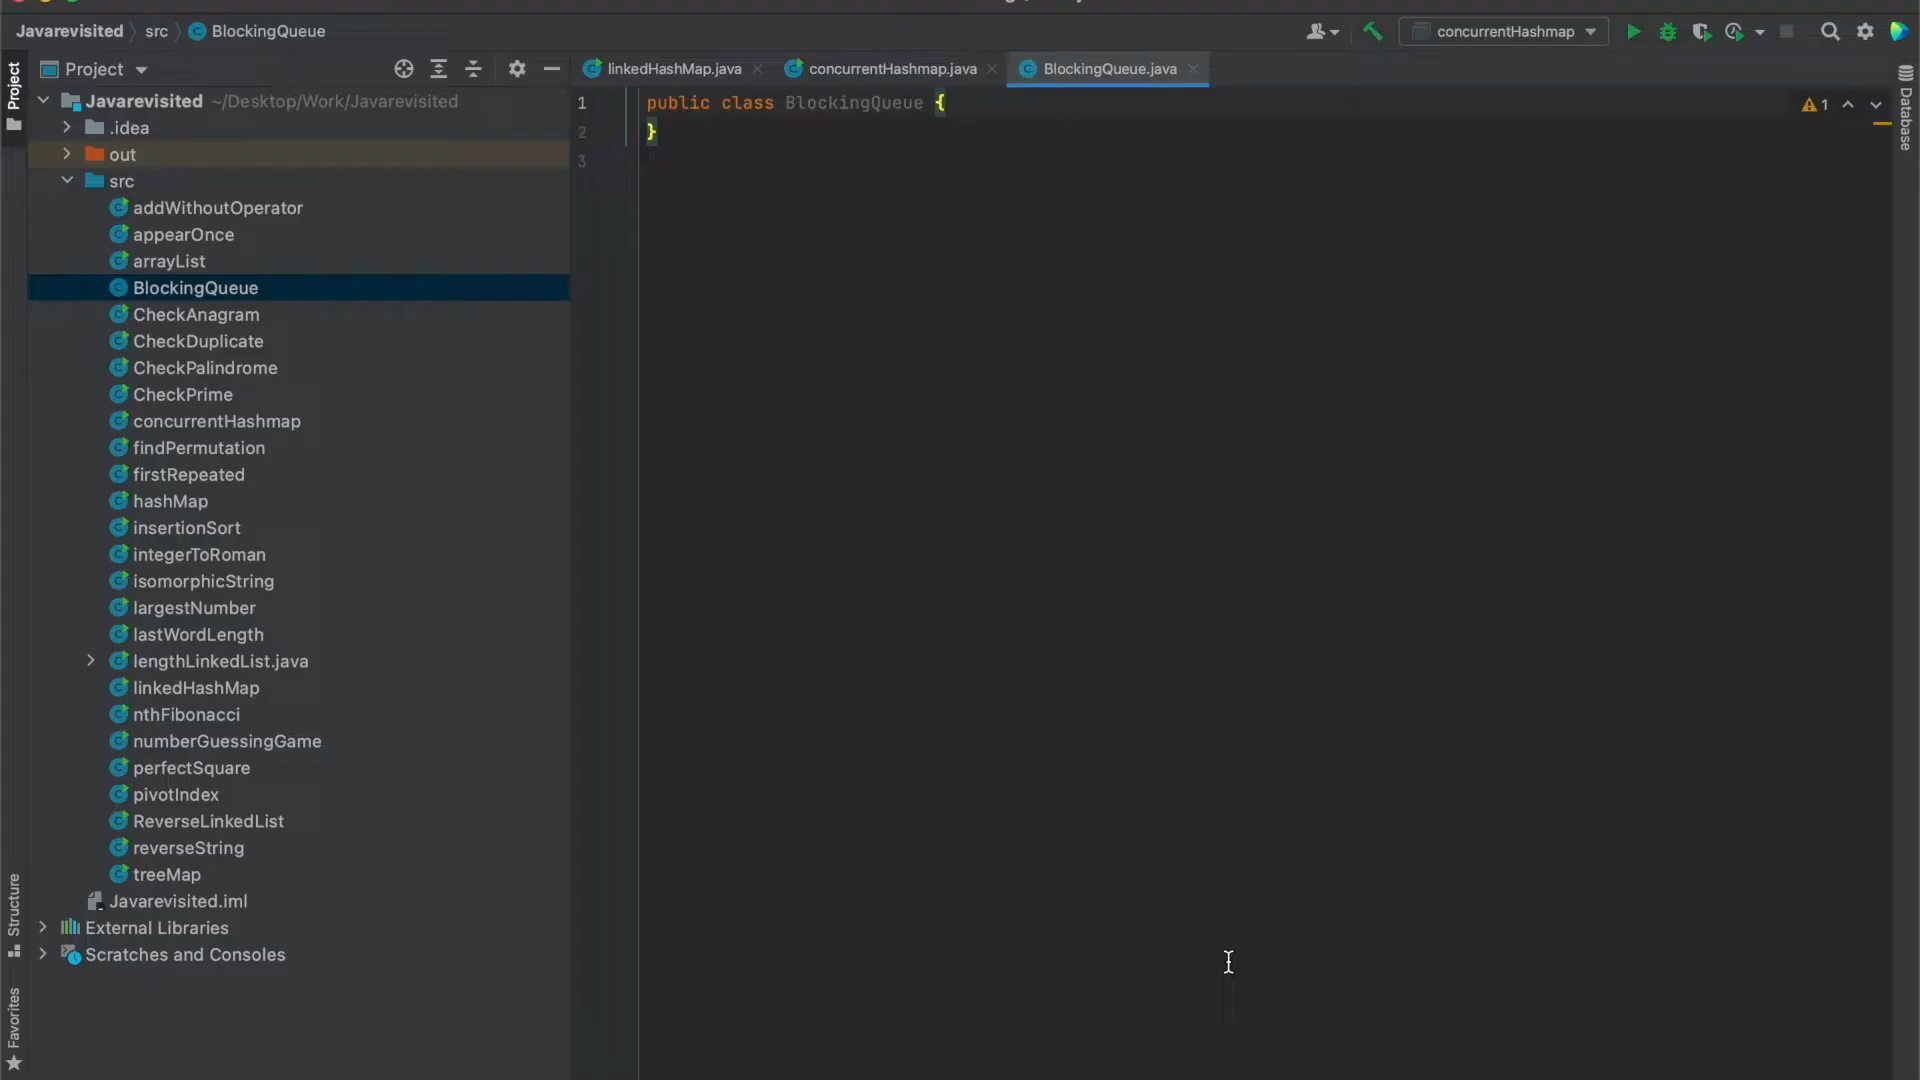 Javarevisited src BlockingQueue
concurrentHashmap
Project
linkedHashMap.java concurrentHashmap.java BlockingQueue.java
Project
Structure
Favorites
Javarevisited ~/Desktop/Work/Javarevisited
.idea
out
src
addWithoutOperator
appearOnce
arrayList
BlockingQueue
CheckAnagram
CheckDuplicate
CheckPalindrome
CheckPrime
concurrentHashmap
findPermutation
firstRepeated
hashMap
insertionSort
integerToRoman
isomorphicString
largestNumber
lastWordLength
lengthLinkedList.java
linkedHashMap
nthFibonacci
numberGuessingGame
perfectSquare
pivotIndex
ReverseLinkedList
reverseString
treeMap
Javarevisited.iml
External Libraries
Scratches and Consoles
1 public class BlockingQueue {
2 }
3
1
Database